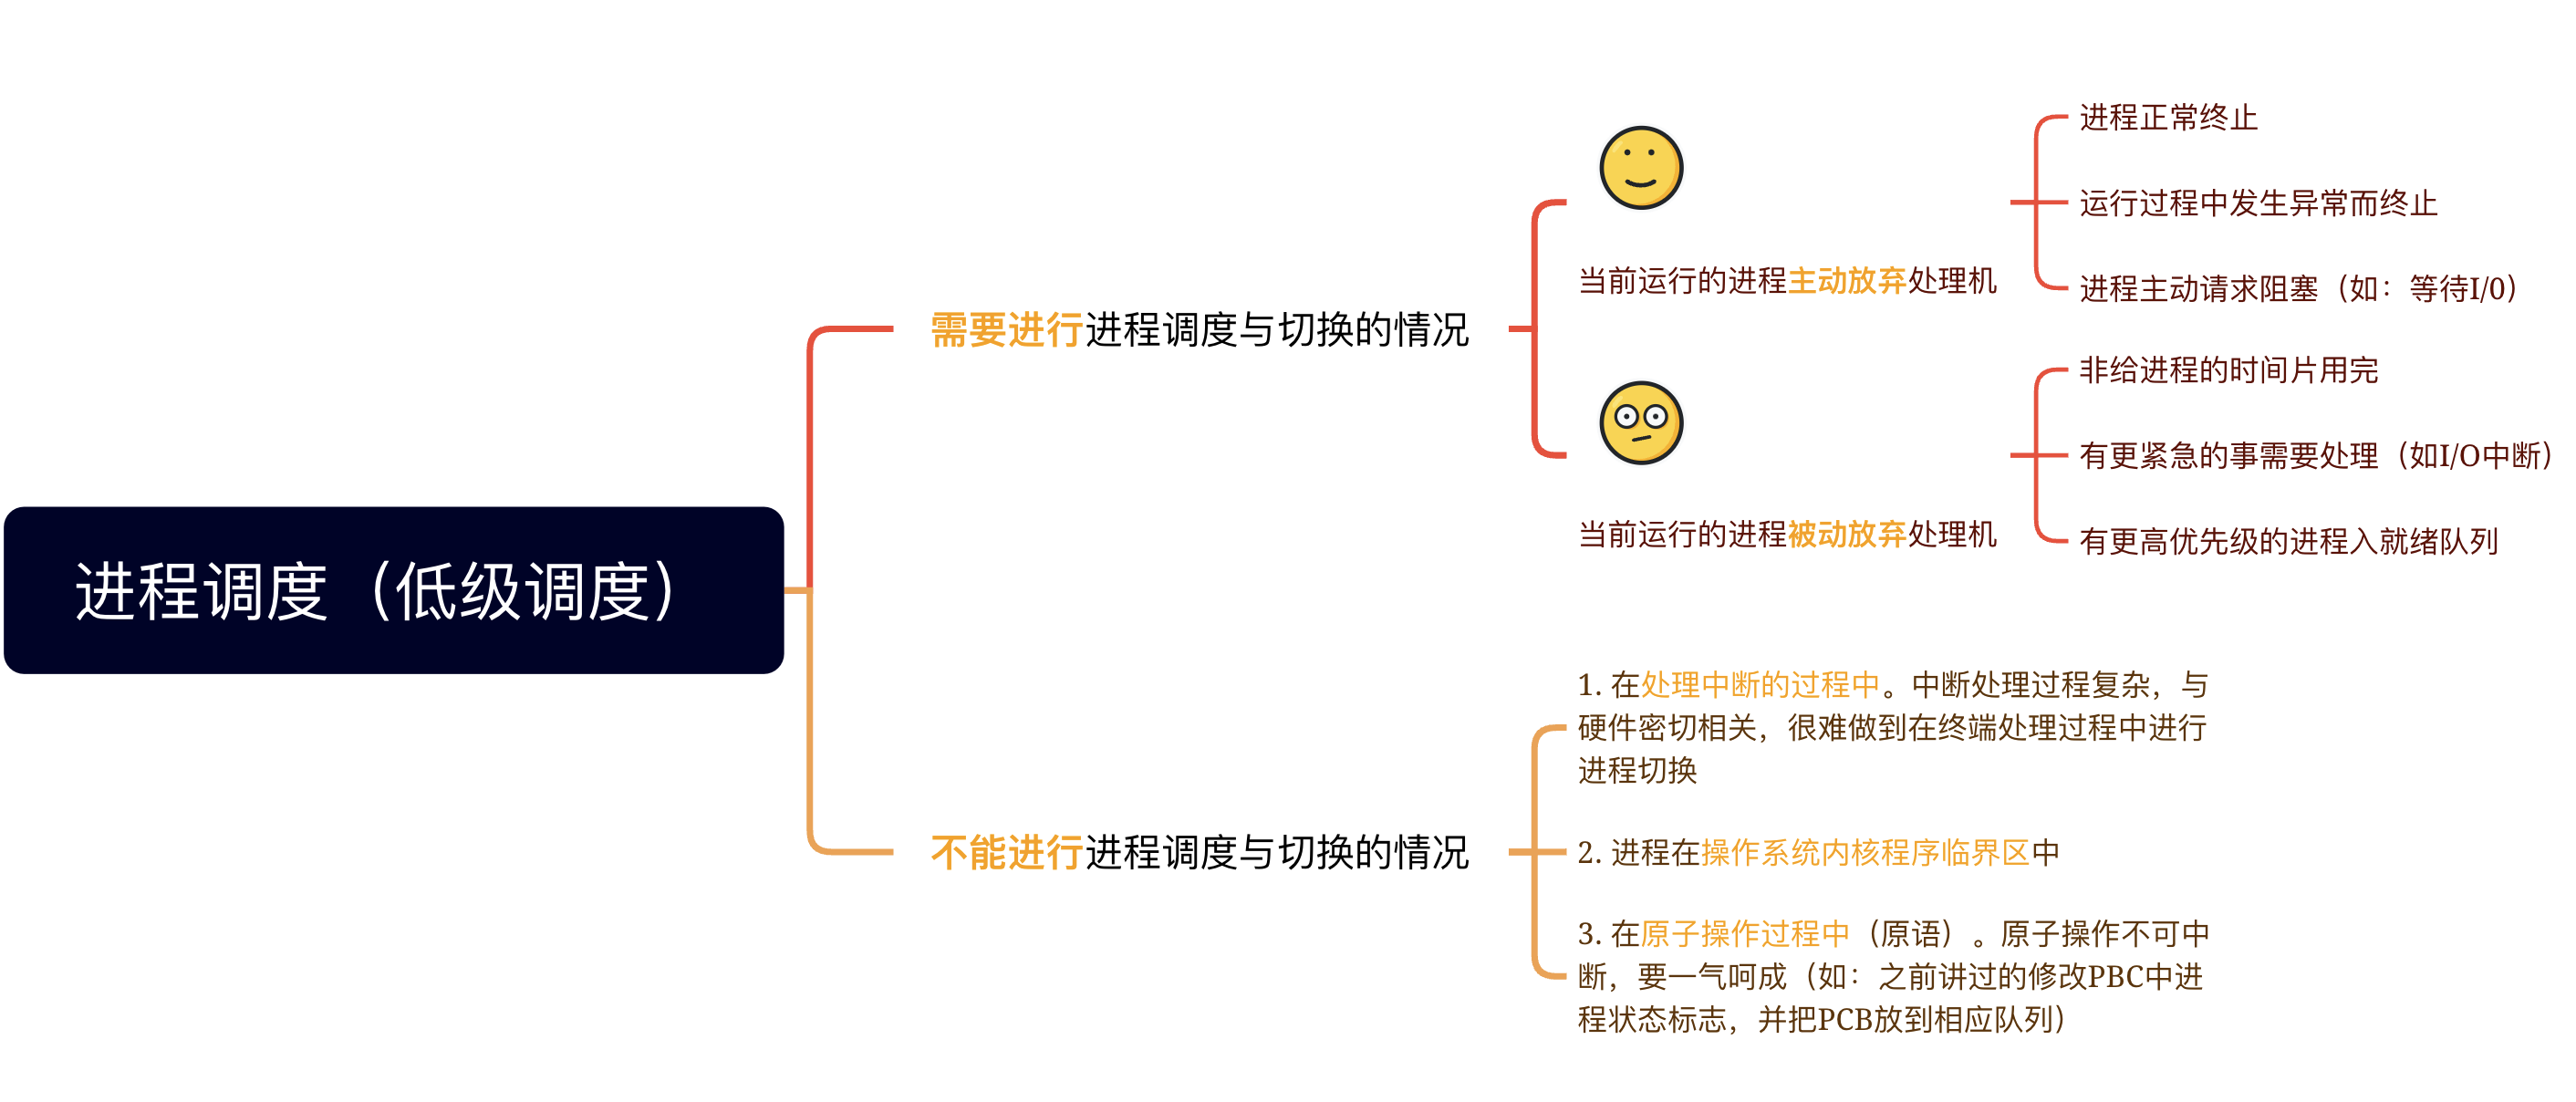 进程调度（低级调度）
需要进行进程调度与切换的情况
当前运行的进程主动放弃处理机
进程正常终止
运行过程中发生异常而终止
进程主动请求阻塞（如：等待I/0）
当前运行的进程被动放弃处理机
非给进程的时间片用完
有更紧急的事需要处理（如I/O中断）
有更高优先级的进程入就绪队列
不能进行进程调度与切换的情况
1. 在处理中断的过程中。中断处理过程复杂，与
硬件密切相关，很难做到在终端处理过程中进行
进程切换
2. 进程在操作系统内核程序临界区中
3. 在原子操作过程中（原语）。原子操作不可中
断，要一气呵成（如：之前讲过的修改PBC中进
程状态标志，并把PCB放到相应队列）